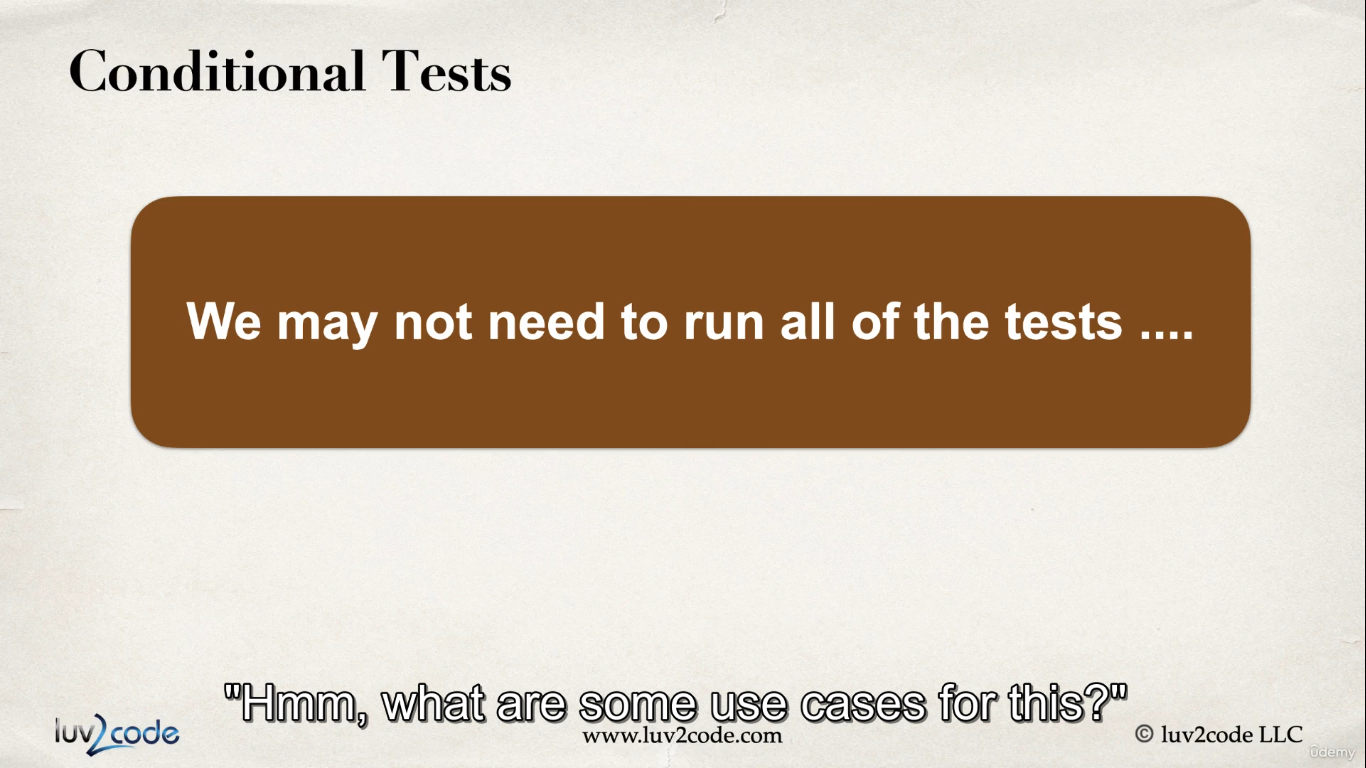 Conditional Tests
We may not need to run all of the tests ....
"Hmm, what are some use cases for this?"
luv2code
www.luv2code.com
© luv2code LLC
ûdemy